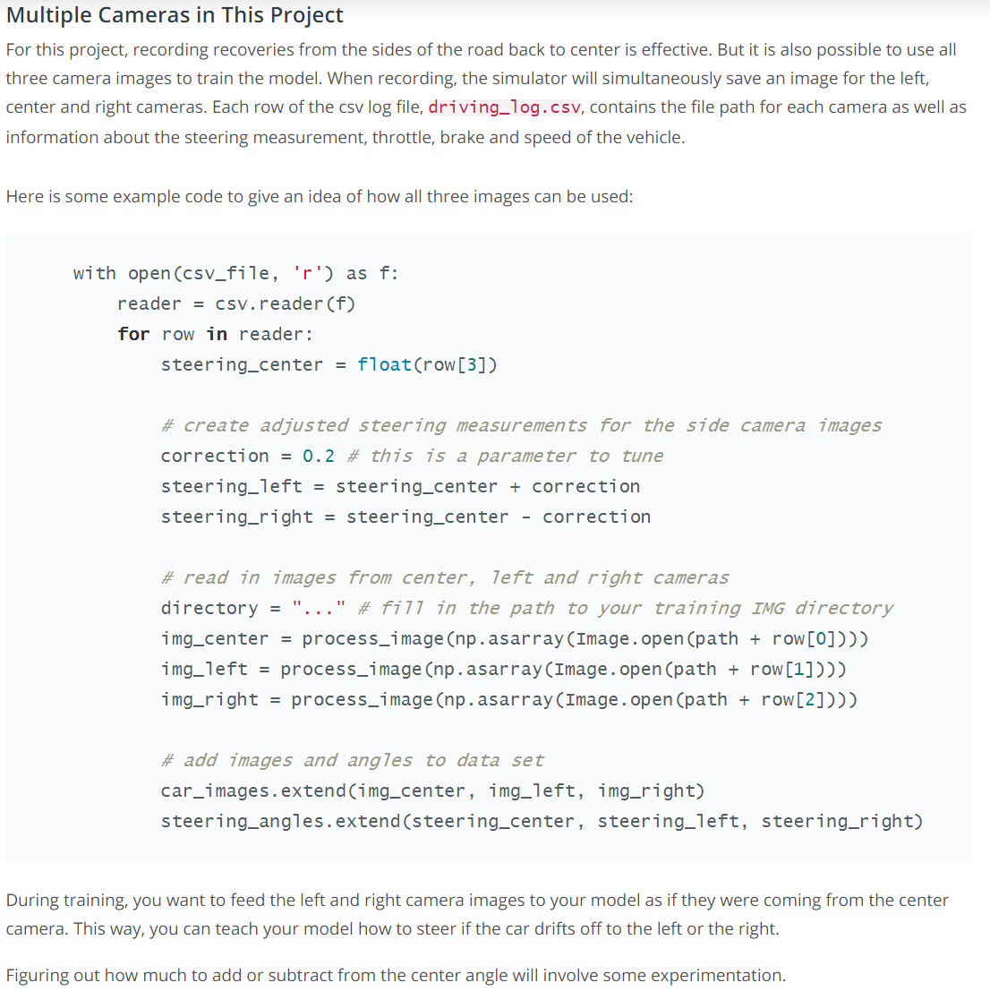 Multiple Cameras in This Project
For this project, recording recoveries from the sides of the road back to center is effective. But it is also possible to use all
three camera images to train the model. When recording, the simulator will simultaneously save an image for the left,
center and right cameras. Each row of the csv log file, driving_log.csv, contains the file path for each camera as well as
information about the steering measurement, throttle, brake and speed of the vehicle.
Here is some example code to give an idea of how all three images can be used:
with open(csv_file, 'r') as f:
    reader = csv.reader(f)
    for row in reader:
        steering_center = float(row[3])
        # create adjusted steering measurements for the side camera images
        correction = 0.2 # this is a parameter to tune
        steering_left = steering_center + correction
        steering_right = steering_center - correction
        # read in images from center, left and right cameras
        directory = "..." # fill in the path to your training IMG directory
        img_center = process_image(np.asarray(Image.open(path + row[0])))
        img_left = process_image(np.asarray(Image.open(path + row[1])))
        img_right = process_image(np.asarray(Image.open(path + row[2])))
        # add images and angles to data set
        car_images.extend(img_center, img_left, img_right)
        steering_angles.extend(steering_center, steering_left, steering_right)
During training, you want to feed the left and right camera images to your model as if they were coming from the center
camera. This way, you can teach your model how to steer if the car drifts off to the left or the right.
Figuring out how much to add or subtract from the center angle will involve some experimentation.